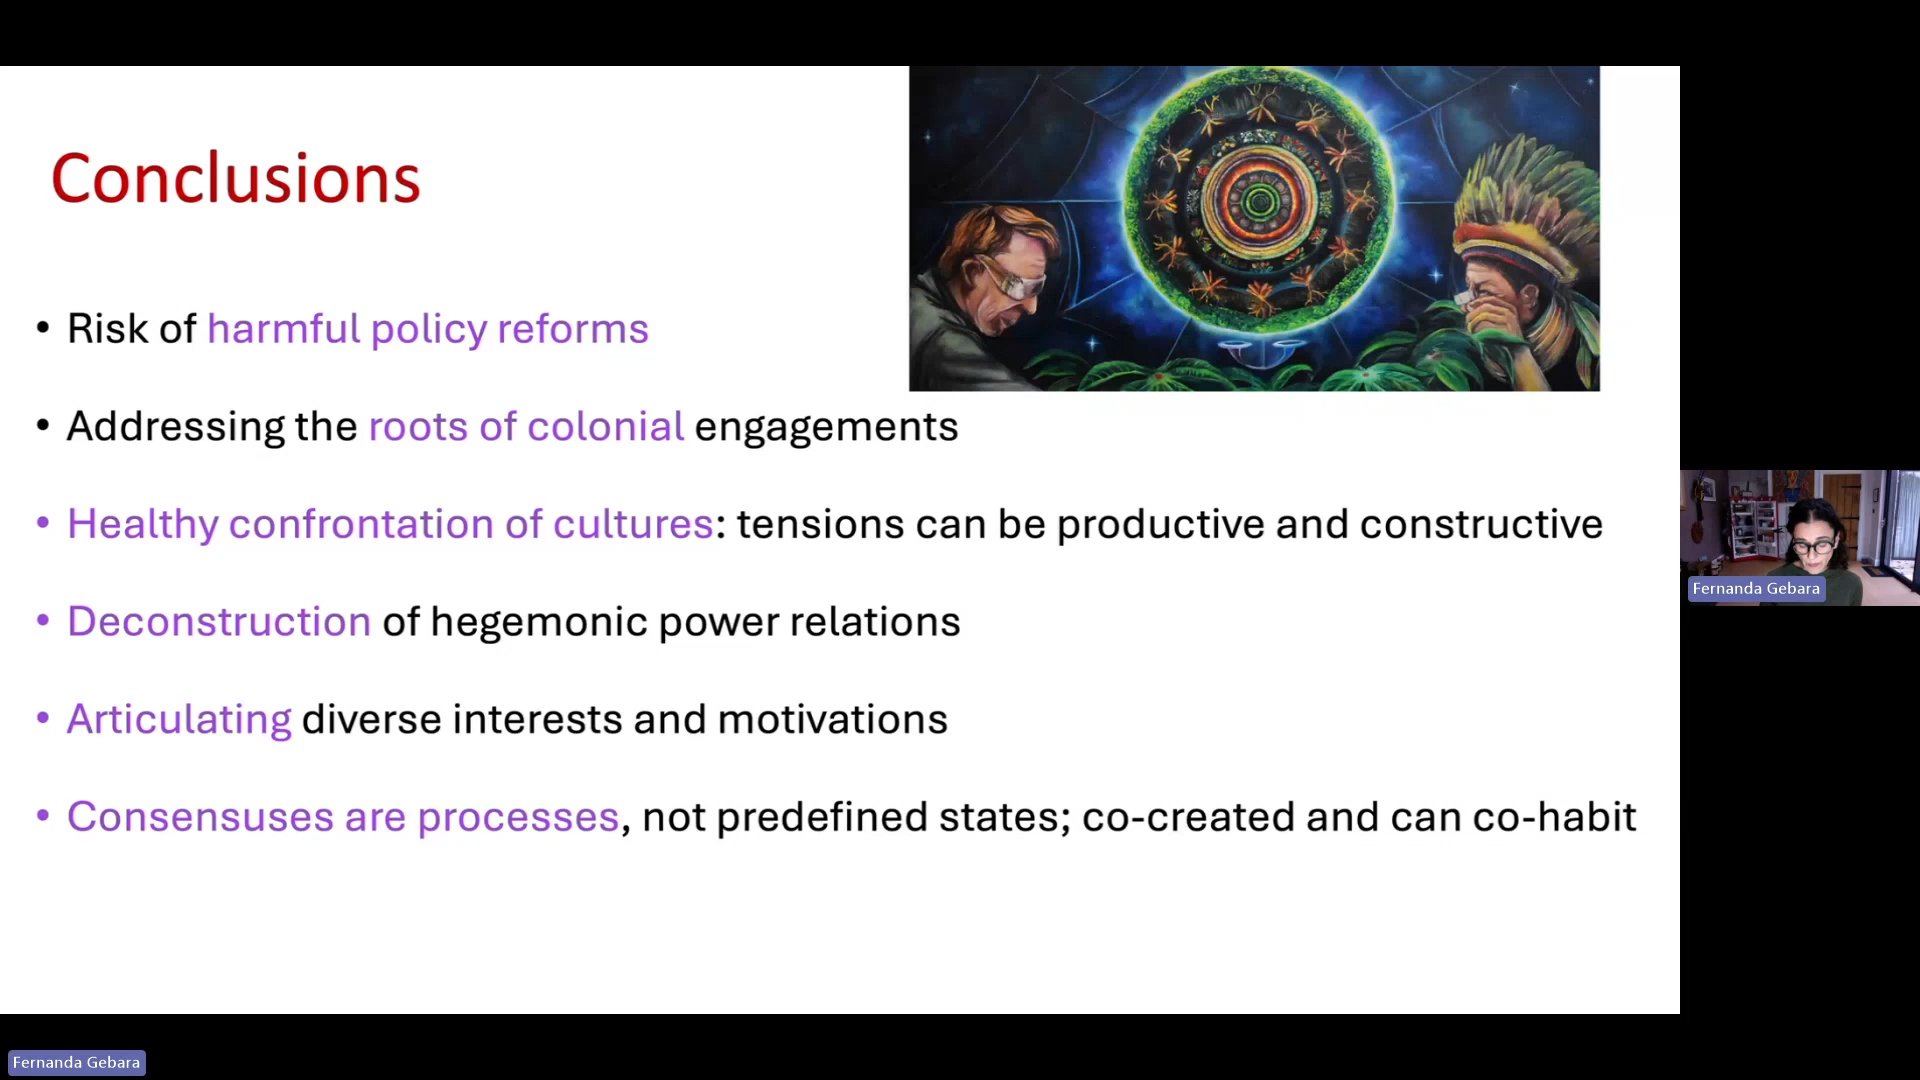 Conclusions
• Risk of harmful policy reforms
• Addressing the roots of colonial engagements
• Healthy confrontation of cultures: tensions can be productive and constructive
• Deconstruction of hegemonic power relations
• Articulating diverse interests and motivations
• Consensuses are processes, not predefined states; co-created and can co-habit
Fernanda Gebara
Fernanda Gebara